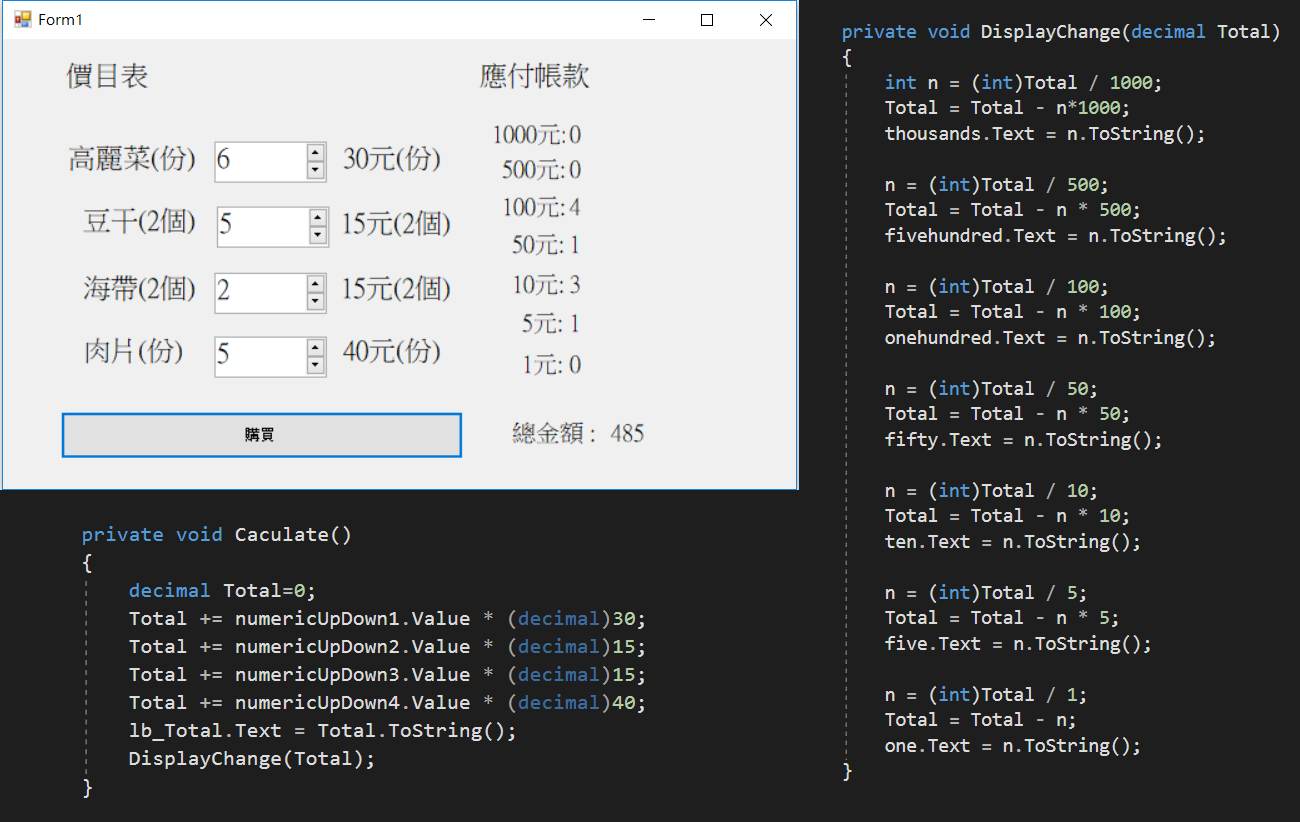 Form1
價目表
高麗菜(份) 6 30元(份)
豆干(2個) 5 15元(2個)
海帶(2個) 2 15元(2個)
肉片(份) 5 40元(份)
購買
應付帳款
1000元: 0
500元: 0
100元: 4
50元: 1
10元: 3
5元: 1
1元: 0
總金額 : 485
private void Caculate()
{
decimal Total=0;
Total += numericUpDown1.Value * (decimal)30;
Total += numericUpDown2.Value * (decimal)15;
Total += numericUpDown3.Value * (decimal)15;
Total += numericUpDown4.Value * (decimal)40;
lb_Total.Text = Total.ToString();
DisplayChange(Total);
}
private void DisplayChange(decimal Total)
{
int n = (int)Total / 1000;
Total = Total - n*1000;
thousands.Text = n.ToString();
n = (int)Total / 500;
Total = Total - n * 500;
fivehundred.Text = n.ToString();
n = (int)Total / 100;
Total = Total - n * 100;
onehundred.Text = n.ToString();
n = (int)Total / 50;
Total = Total - n * 50;
fifty.Text = n.ToString();
n = (int)Total / 10;
Total = Total - n * 10;
ten.Text = n.ToString();
n = (int)Total / 5;
Total = Total - n * 5;
five.Text = n.ToString();
n = (int)Total / 1;
Total = Total - n;
one.Text = n.ToString();
}